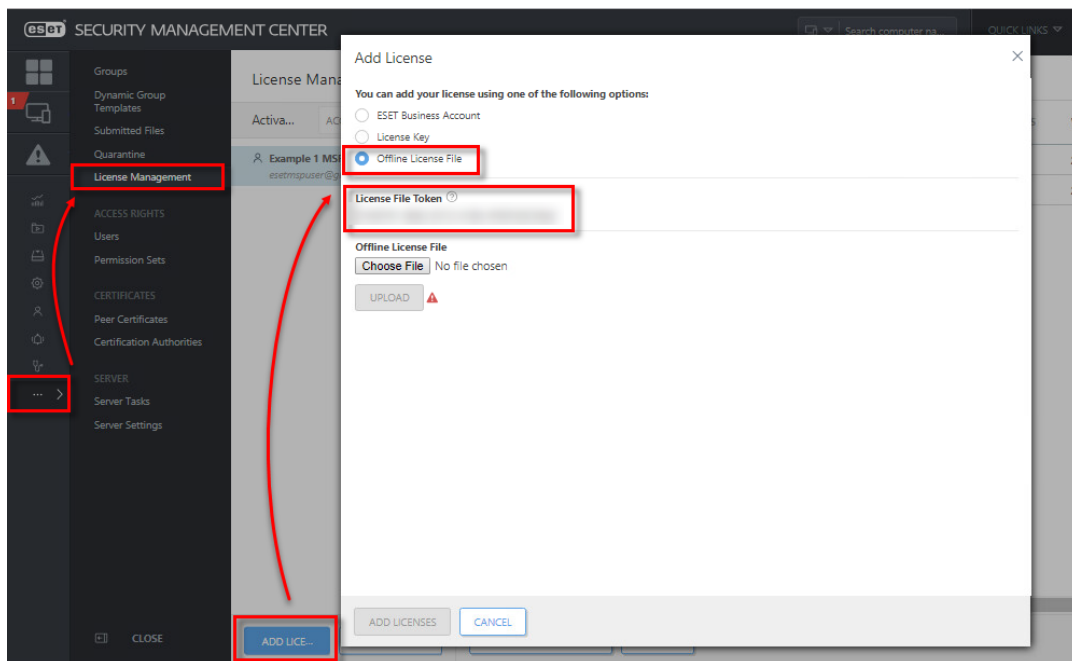 eset SECURITY MANAGEMENT CENTER
Search computer na...
QUICK LINKS
1
Groups
Dynamic Group
Templates
Submitted Files
Quarantine
License Management
ACCESS RIGHTS
Users
Permission Sets
CERTIFICATES
Peer Certificates
Certification Authorities
SERVER
Server Tasks
Server Settings
CLOSE
License Mana
Activa...
Example 1 MS
esetmspuser@g
ADD LICE...
Add License
You can add your license using one of the following options:
ESET Business Account
License Key
Offline License File
License File Token
Offline License File
Choose File No file chosen
UPLOAD
ADD LICENSES
CANCEL